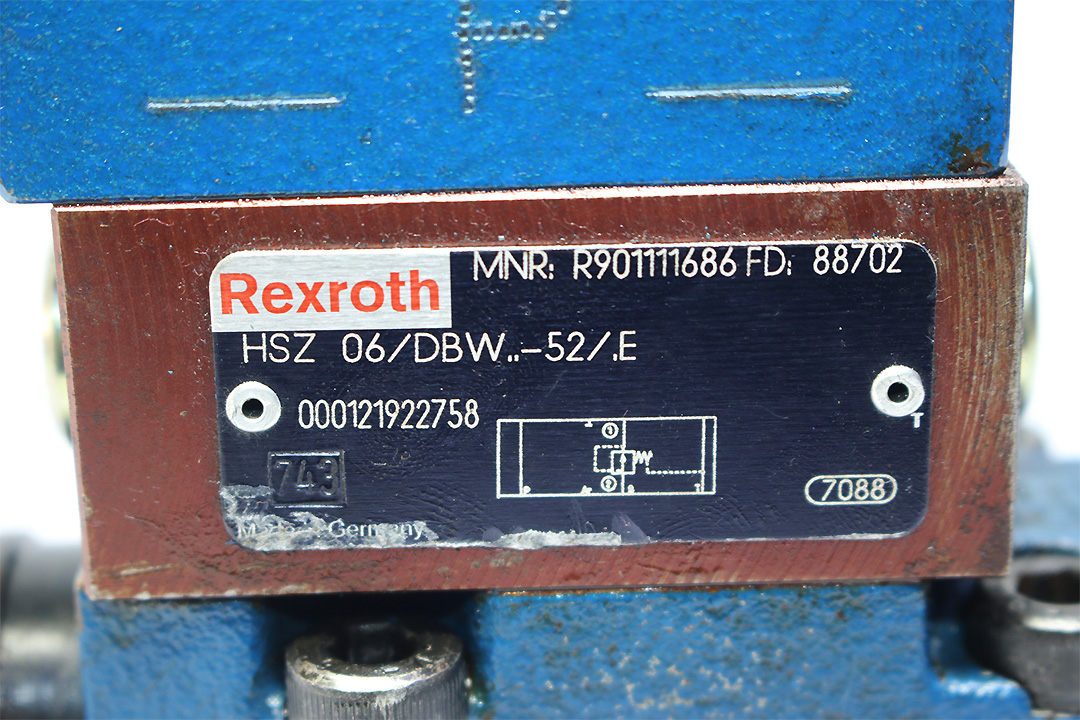 P
Rexroth
MNR: R901111686 FD: 88702
HSZ 06/DBW..-52/.E
000121922758
743
T
7088
Germany